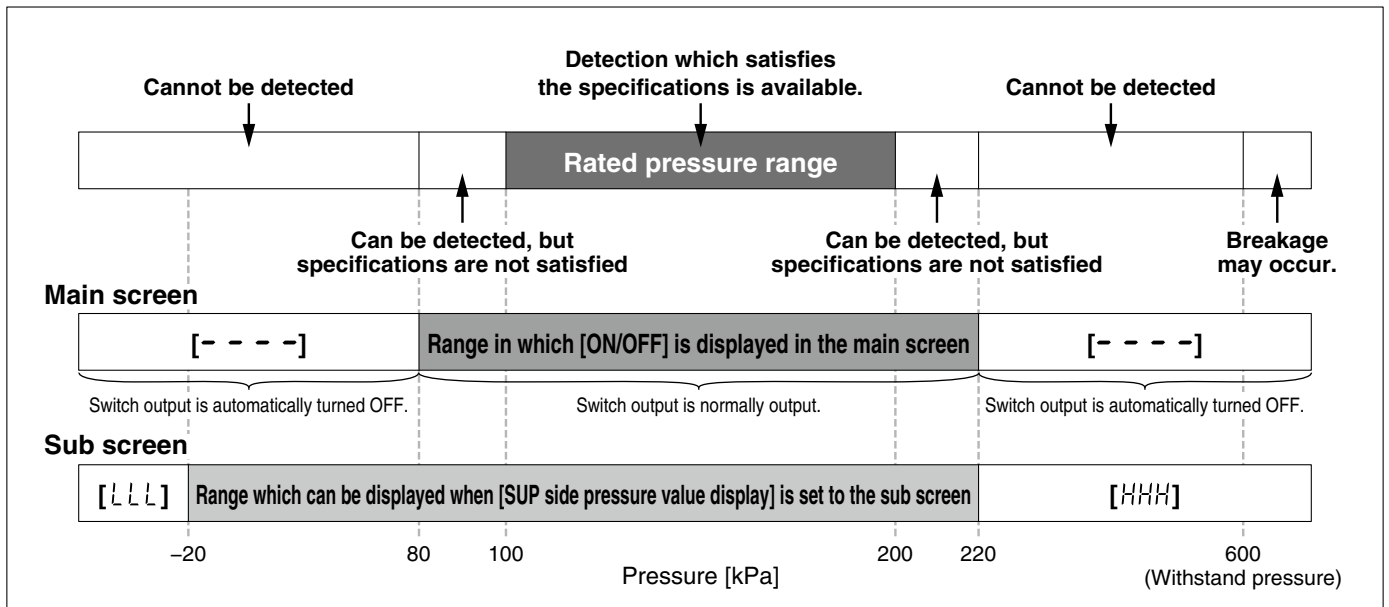 Detection which satisfies
the specifications is available.
Cannot be detected
Cannot be detected
Rated pressure range
Can be detected, but
specifications are not satisfied
Can be detected, but
specifications are not satisfied
Breakage
may occur.
Main screen
[- - - -]
Range in which [ON/OFF] is displayed in the main screen
[- - - -]
Switch output is automatically turned OFF.
Switch output is normally output.
Switch output is automatically turned OFF.
Sub screen
[LLL]
Range which can be displayed when [SUP side pressure value display] is set to the sub screen
[HHH]
–20
80
100
200
220
600
Pressure [kPa]
(Withstand pressure)